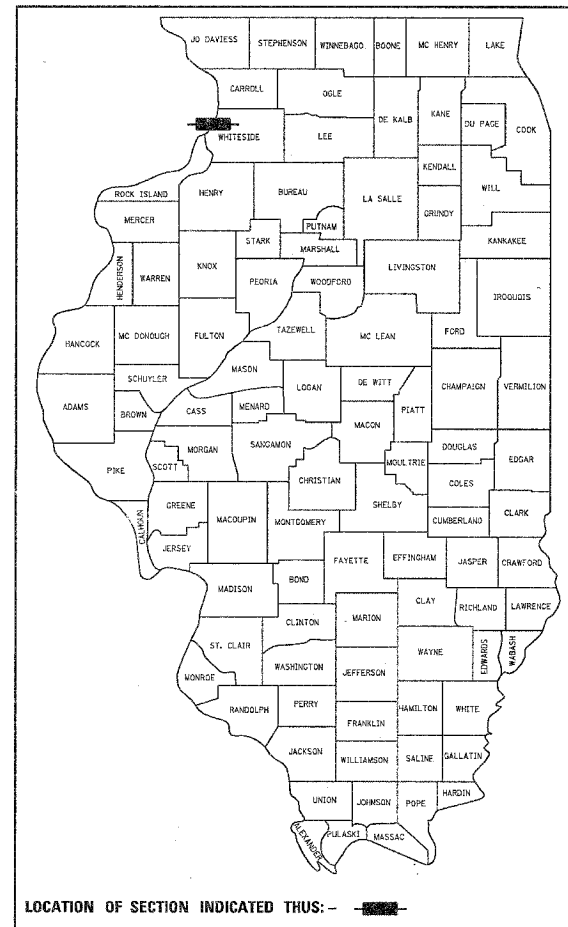 JO DAVIESS STEPHENSON WINNEBAGO BOONE MC HENRY LAKE
CARROLL OGLE
DE KALB KANE DU PAGE COOK
WHITESIDE LEE
KENDALL WILL
ROCK ISLAND HENRY BUREAU LA SALLE GRUNDY
MERCER PUTNAM KANKAKEE
STARK MARSHALL LIVINGSTON
HENDERSON WARREN KNOX PEORIA WOODFORD IROQUOIS
TAZEWELL FORD
HANCOCK MC DONOUGH FULTON MC LEAN
MASON
SCHUYLER LOGAN DE WITT CHAMPAIGN VERMILION
ADAMS BROWN CASS MENARD PIATT
MACON
MORGAN SANGAMON DOUGLAS
PIKE SCOTT MOULTRIE EDGAR
CHRISTIAN COLES
GREENE SHELBY
CALHOUN MACOUPIN MONTGOMERY CUMBERLAND CLARK
JERSEY
FAYETTE EFFINGHAM JASPER CRAWFORD
MADISON BOND
CLAY RICHLAND LAWRENCE
CLINTON MARION
ST. CLAIR WAYNE EDWARDS WABASH
WASHINGTON JEFFERSON
MONROE
RANDOLPH PERRY HAMILTON WHITE
FRANKLIN
JACKSON WILLIAMSON SALINE GALLATIN
HARDIN
UNION JOHNSON POPE
ALEXANDER PULASKI MASSAC
LOCATION OF SECTION INDICATED THUS: -